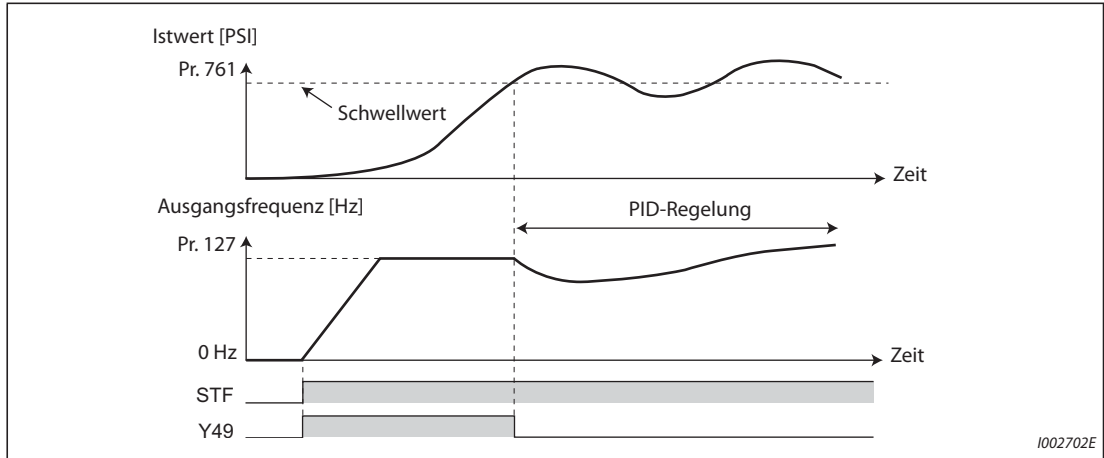 Istwert [PSI]
Pr. 761
Schwellwert
Zeit
Ausgangsfrequenz [Hz]
PID-Regelung
Pr. 127
0 Hz
Zeit
STF
Y49
I002702E